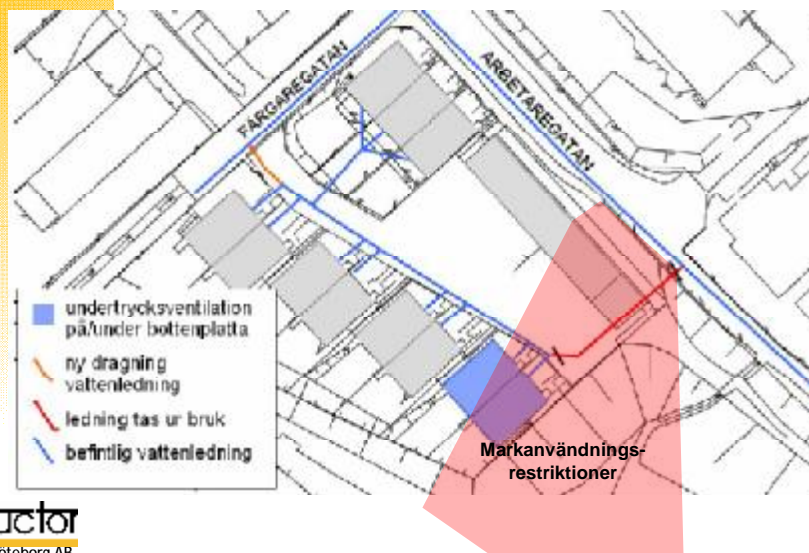 FÄRGAREGATAN
ARBETAREGATAN
undertrycksventilation
på/under bottenplatta
ny dragning
vattenledning
ledning tas ur bruk
befintlig vattenledning
Markanvändnings-
restriktioner
uctor
öteborg AB